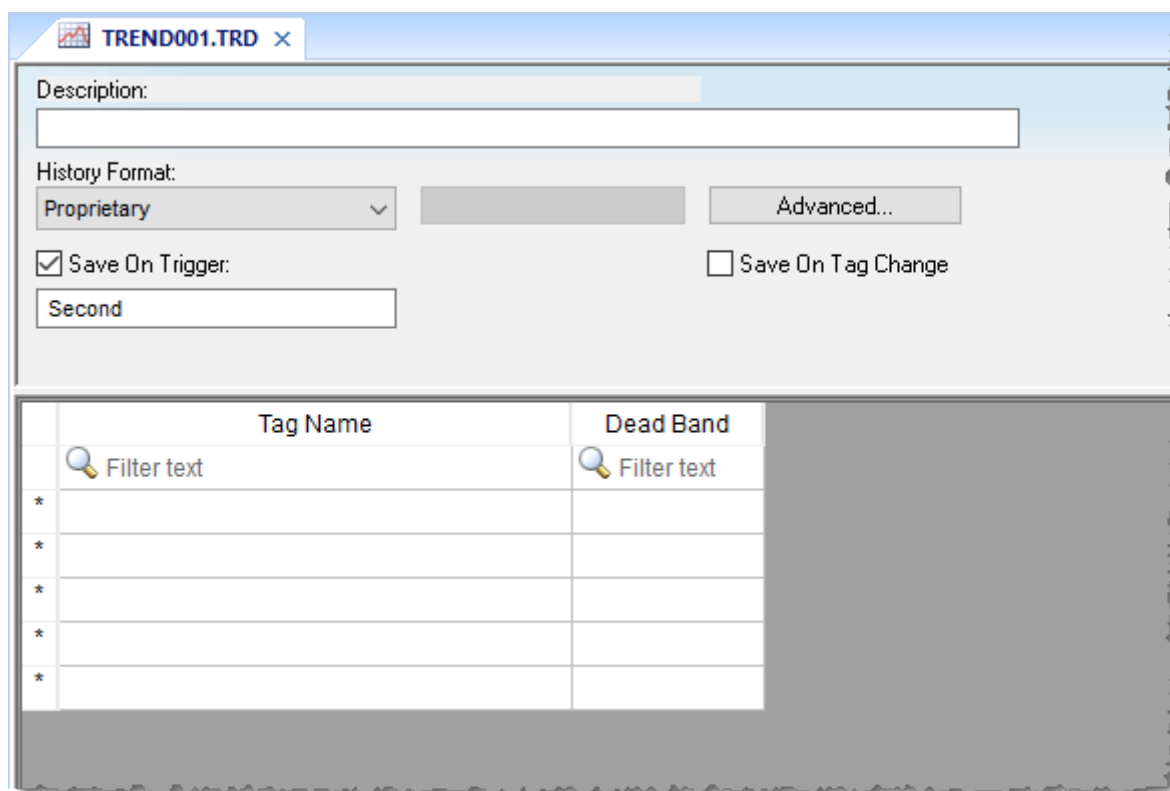 TREND001.TRD
Description:
History Format:
Proprietary Advanced...
Save On Trigger: Save On Tag Change
Second
Tag Name Dead Band
Filter text Filter text
*
*
*
*
*